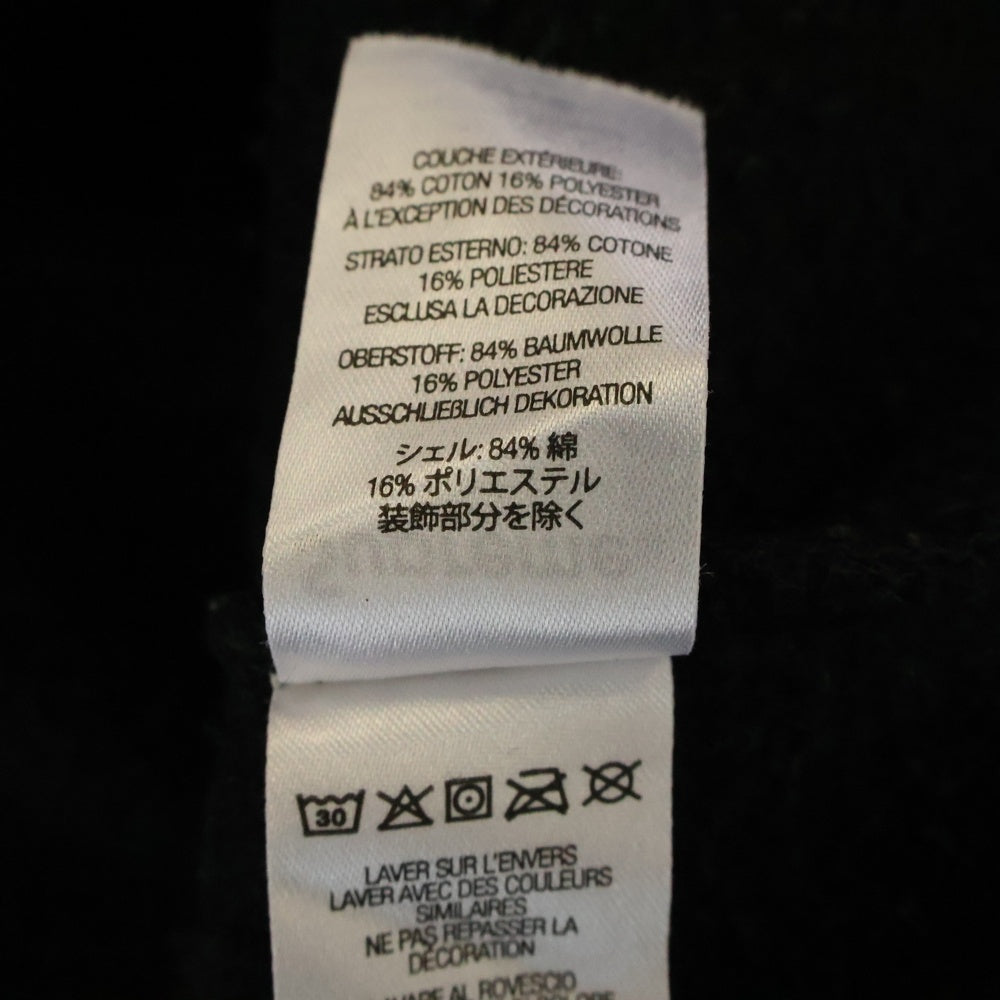 COUCHE EXTÉRIEURE:
84% COTON 16% POLYESTER
À L'EXCEPTION DES DÉCORATIONS
STRATO ESTERNO: 84% COTONE
16% POLIESTERE
ESCLUSA LA DECORAZIONE
OBERSTOFF: 84% BAUMWOLLE
16% POLYESTER
AUSSCHLIEßLICH DEKORATION
シェル: 84% 綿
16% ポリエステル
装飾部分を除く
30
LAVER SUR L'ENVERS
LAVER AVEC DES COULEURS
SIMILAIRES
NE PAS REPASSER LA
DÉCORATION
AL ROVESCIO